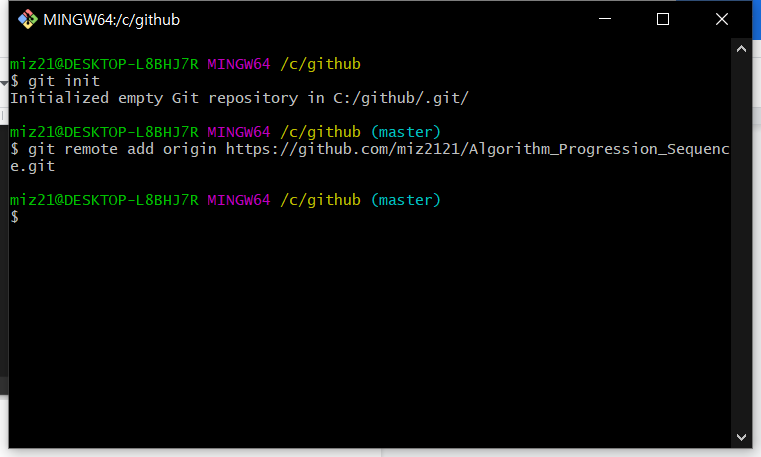 MINGW64:/c/github
miz21@DESKTOP-L8BHJ7R MINGW64 /c/github
$ git init
Initialized empty Git repository in C:/github/.git/
miz21@DESKTOP-L8BHJ7R MINGW64 /c/github (master)
$ git remote add origin https://github.com/miz2121/Algorithm_Progression_Sequenc
e.git
miz21@DESKTOP-L8BHJ7R MINGW64 /c/github (master)
$